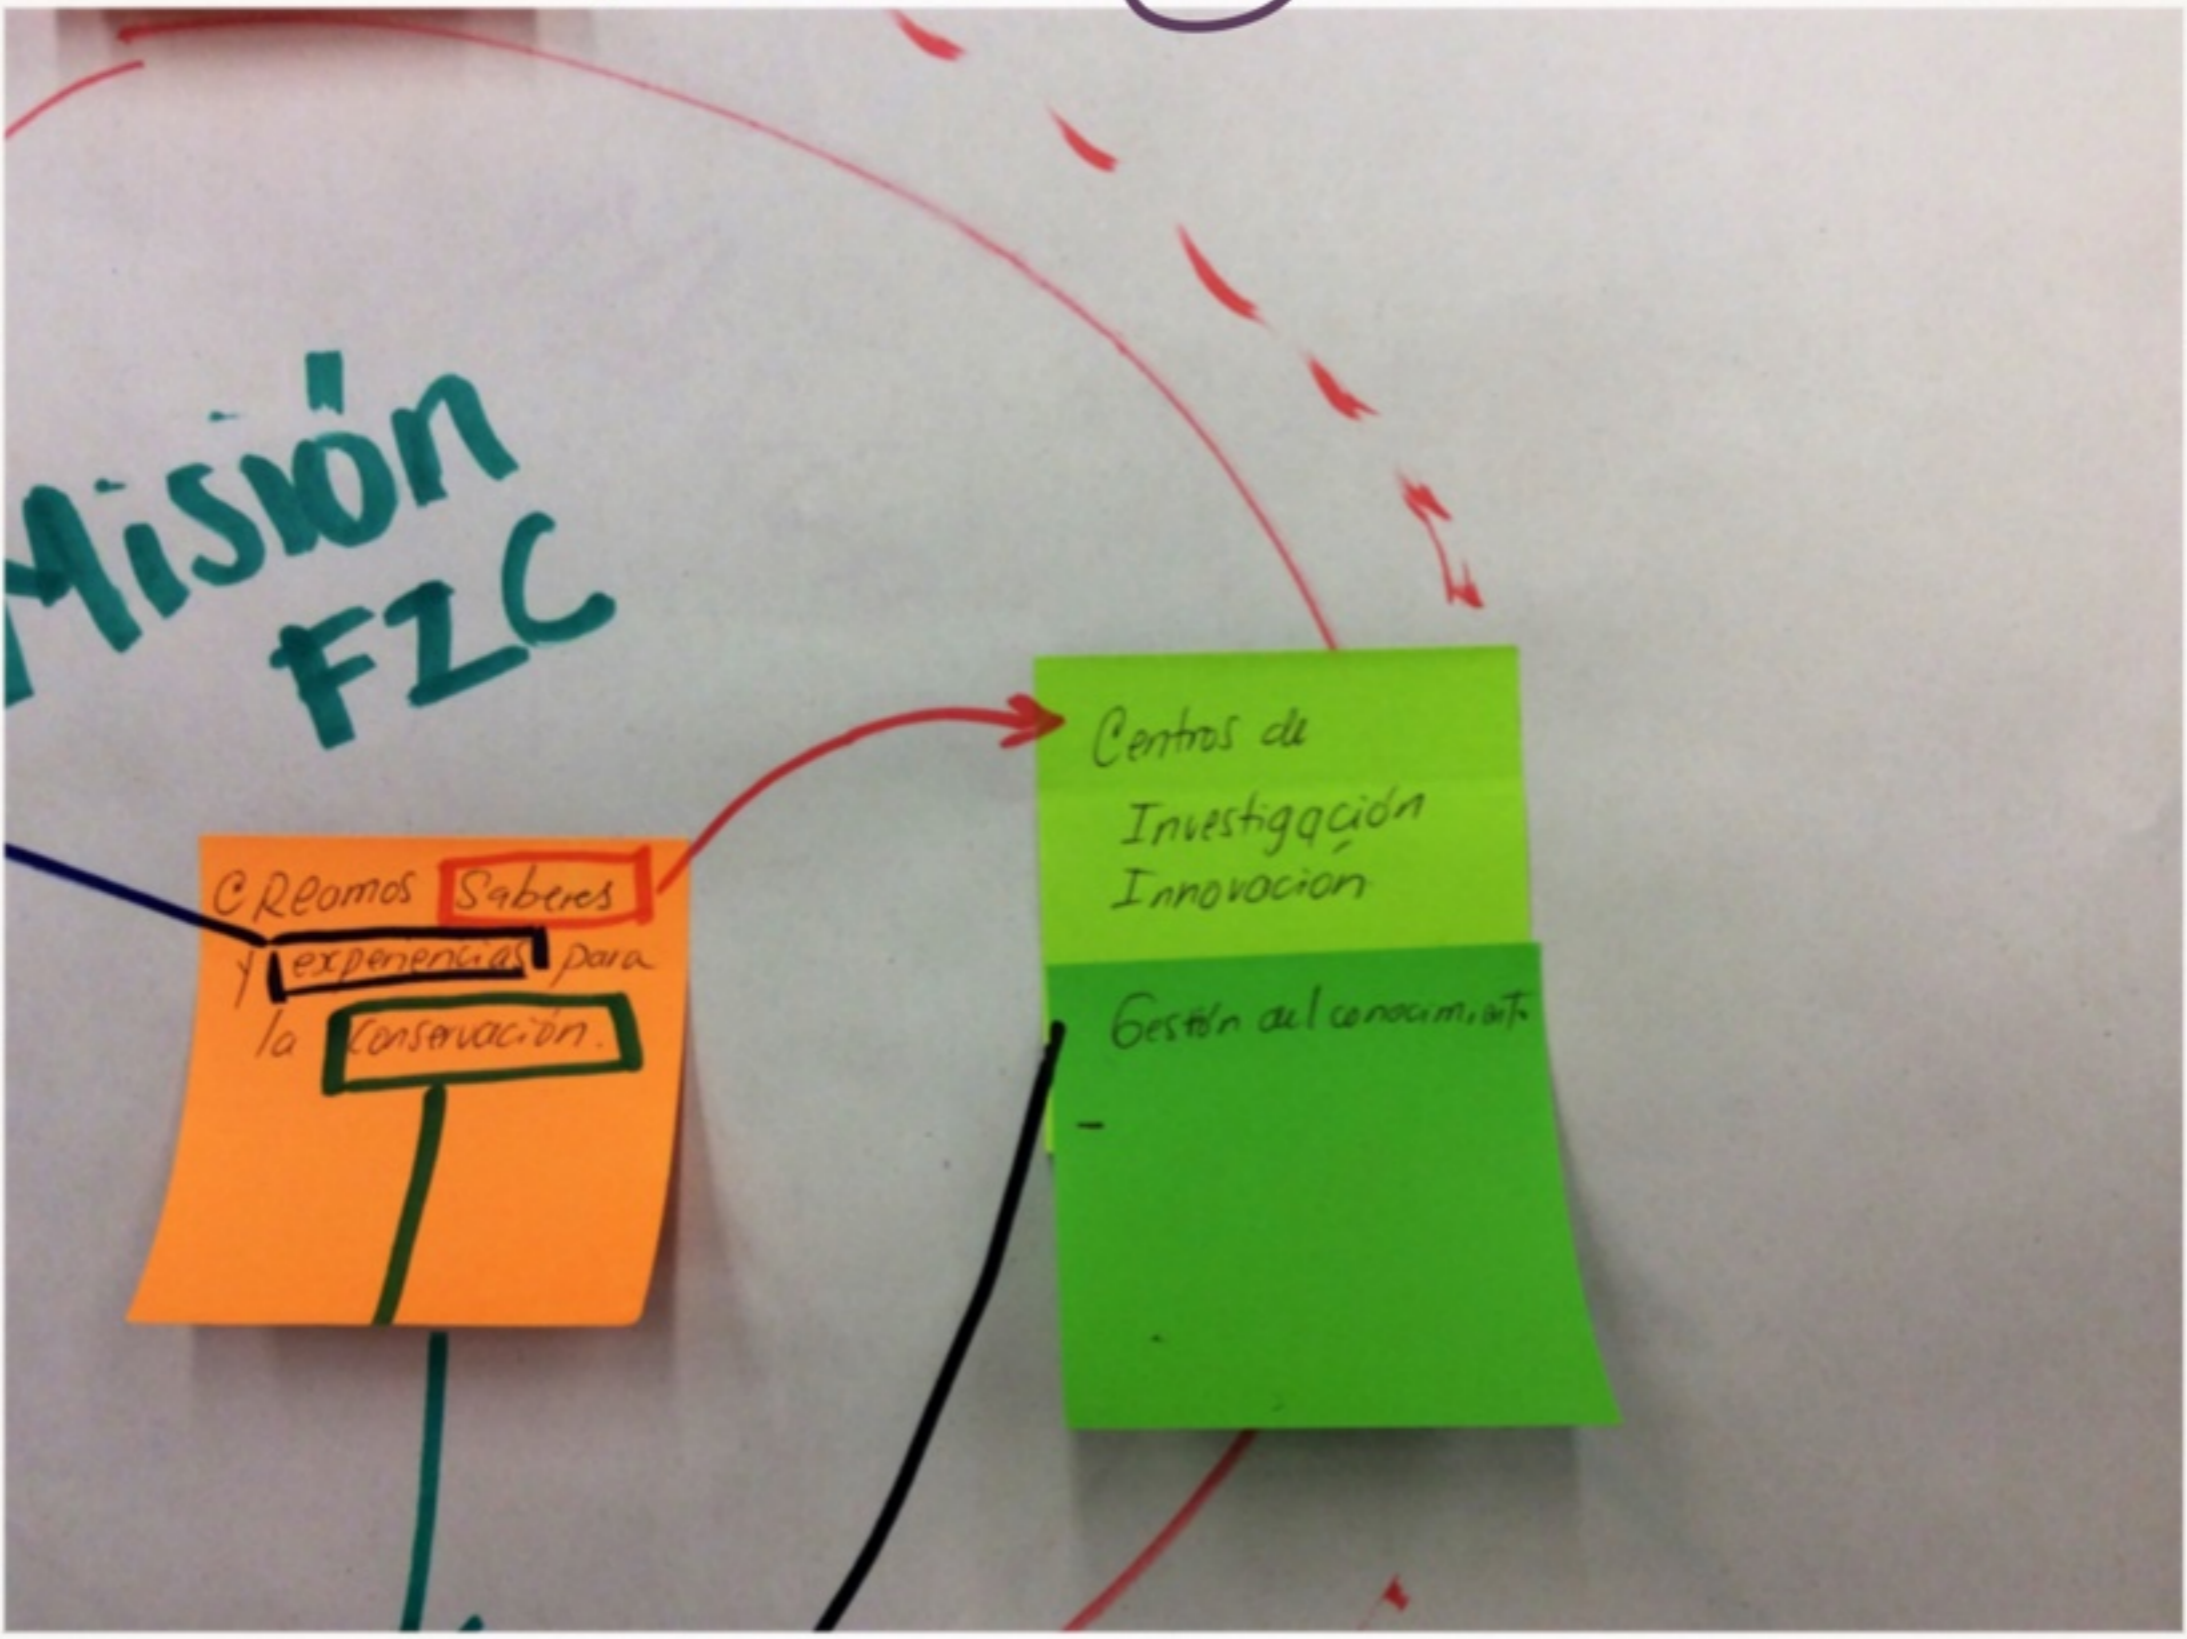 Misión
FZC
CReamos Saberes
y experiencias para
la Conservación.
Centros de
Investigación
Innovación
Gestión del conocimiento
-